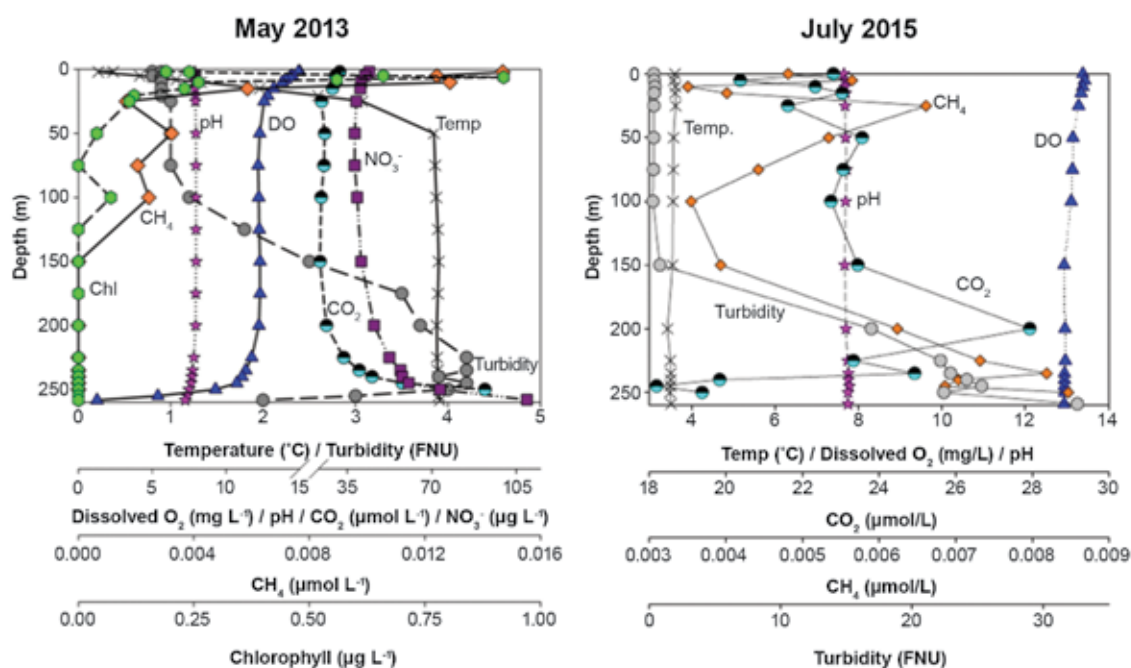 May 2013
0
50
100
150
200
250
Depth (m)
pH
DO
Temp
NO₃⁻
CH₄
Chl
CO₂
Turbidity
0 1 2 3 4 5
Temperature (°C) / Turbidity (FNU)
0 5 10 15 35 70 105
Dissolved O₂ (mg L⁻¹) / pH / CO₂ (µmol L⁻¹) / NO₃⁻ (µg L⁻¹)
0.000 0.004 0.008 0.012 0.016
CH₄ (µmol L⁻¹)
0.00 0.25 0.50 0.75 1.00
Chlorophyll (µg L⁻¹)
July 2015
0
50
100
150
200
250
Depth (m)
CH₄
Temp.
DO
pH
CO₂
Turbidity
4 6 8 10 12 14
Temp (°C) / Dissolved O₂ (mg/L) / pH
18 20 22 24 26 28 30
CO₂ (µmol/L)
0.003 0.004 0.005 0.006 0.007 0.008 0.009
CH₄ (µmol/L)
0 10 20 30
Turbidity (FNU)